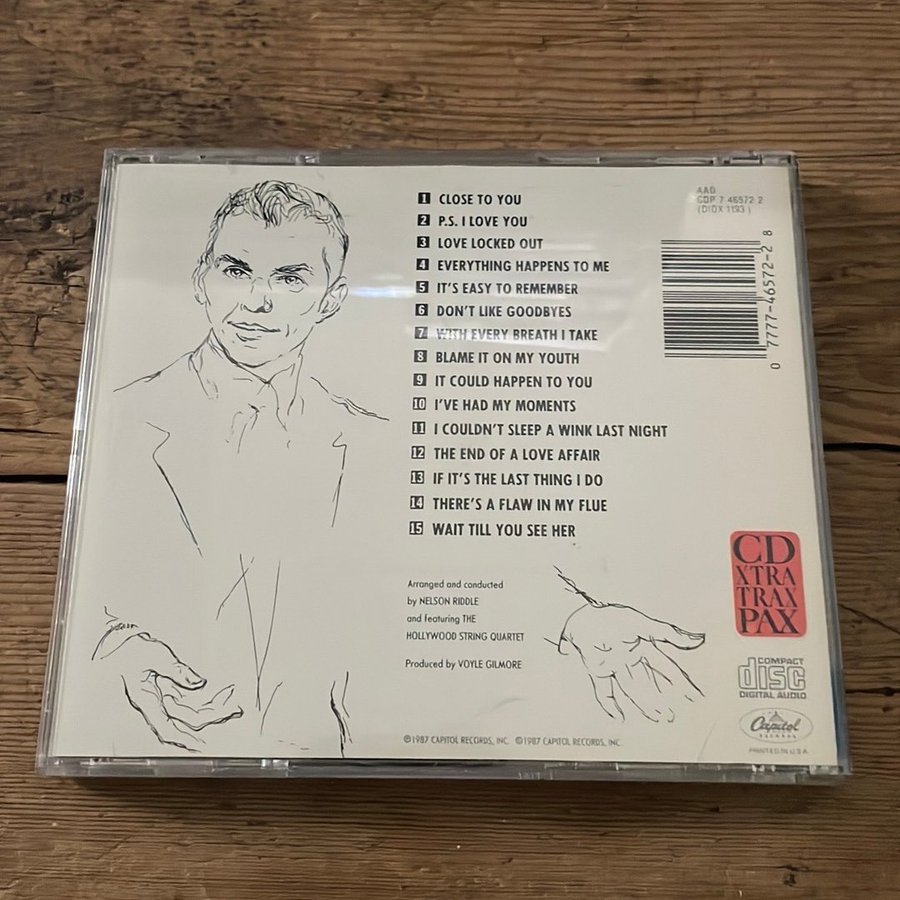 1 CLOSE TO YOU
2 P.S. I LOVE YOU
3 LOVE LOCKED OUT
4 EVERYTHING HAPPENS TO ME
5 IT'S EASY TO REMEMBER
6 DON'T LIKE GOODBYES
7 WITH EVERY BREATH I TAKE
8 BLAME IT ON MY YOUTH
9 IT COULD HAPPEN TO YOU
10 I'VE HAD MY MOMENTS
11 I COULDN'T SLEEP A WINK LAST NIGHT
12 THE END OF A LOVE AFFAIR
13 IF IT'S THE LAST THING I DO
14 THERE'S A FLAW IN MY FLUE
15 WAIT TILL YOU SEE HER
Arranged and conducted
by NELSON RIDDLE
and featuring THE
HOLLYWOOD STRING QUARTET
Produced by VOYLE GILMORE
℗1987 CAPITOL RECORDS, INC. ©1987 CAPITOL RECORDS, INC.
AAD
CDP 7 46572 2
(DIDX 1193)
0 7777-46572-2 8
CD
XTRA
TRAX
PAX
COMPACT
disc
DIGITAL AUDIO
Capitol
RECORDS
PRINTED IN U.S.A.